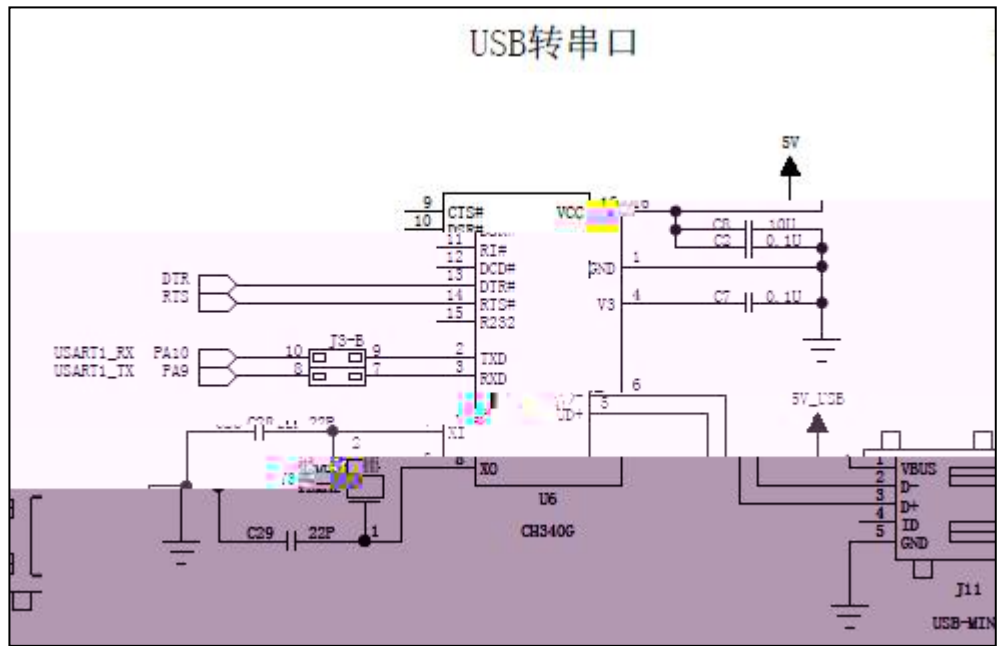 USB转串口
5V
9 CTS# VCC
10 DSR# C8 10U
11 RI# C2 0.1U
12 DCD# GND 1
DTR 13 DTR#
RTS 14 RTS# V3 4 C7 0.1U
15 R232
J3-B
USART1_RX PA10 10 9 2 TXD
USART1_TX PA9 8 7 3 RXD
6
UD+ 5 5V_USB
22P XI
2
8 XO 1 VBUS
U6 2 D-
3 D+
C29 22P 1 CH340G 4 ID
5 GND
J11
USB-MIN